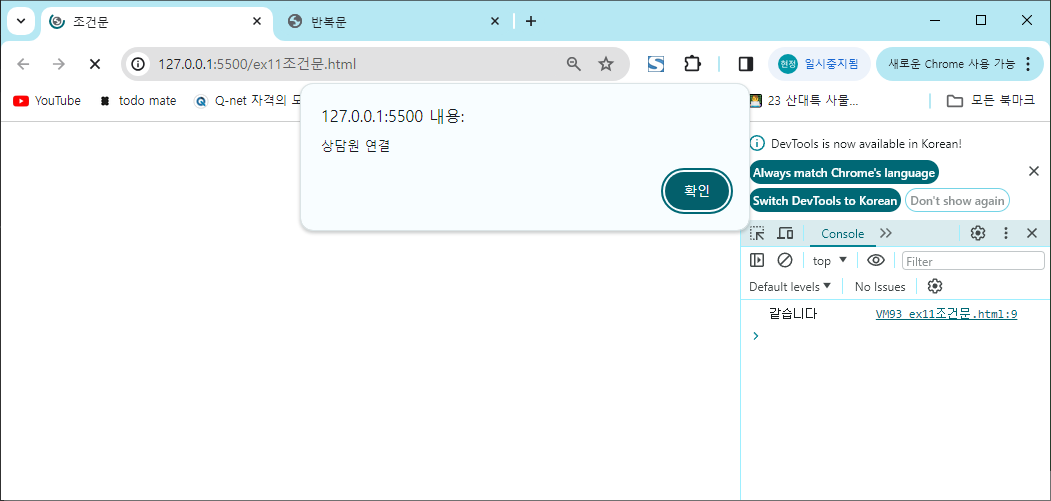 조건문
반복문
127.0.0.1:5500/ex11조건문.html
현정
일시중지됨
새로운 Chrome 사용 가능
YouTube
todo mate
Q-net 자격의 모
23 산대특 사물...
모든 북마크
127.0.0.1:5500 내용:
상담원 연결
확인
DevTools is now available in Korean!
Always match Chrome's language
Switch DevTools to Korean
Don't show again
Console
top
Filter
Default levels
No Issues
같습니다
VM93 ex11조건문.html:9